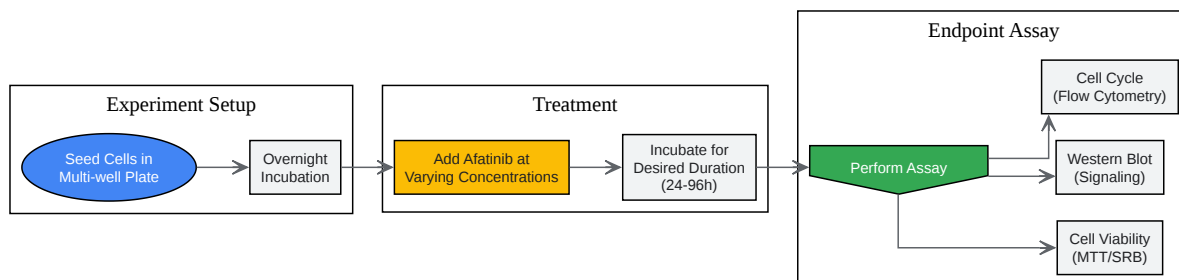 Experiment Setup
Seed Cells in
Multi-well Plate
Overnight
Incubation
Treatment
Add Afatinib at
Varying Concentrations
Incubate for
Desired Duration
(24-96h)
Endpoint Assay
Perform Assay
Cell Cycle
(Flow Cytometry)
Western Blot
(Signaling)
Cell Viability
(MTT/SRB)